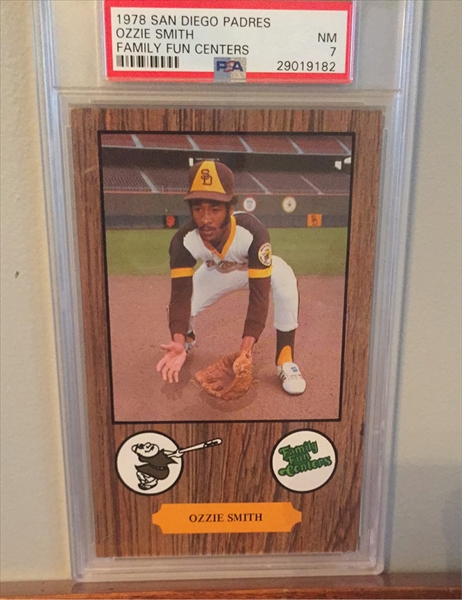 1978 SAN DIEGO PADRES
OZZIE SMITH NM
FAMILY FUN CENTERS 7
PSA 29019182
SD
Family
Fun
Centers
OZZIE SMITH